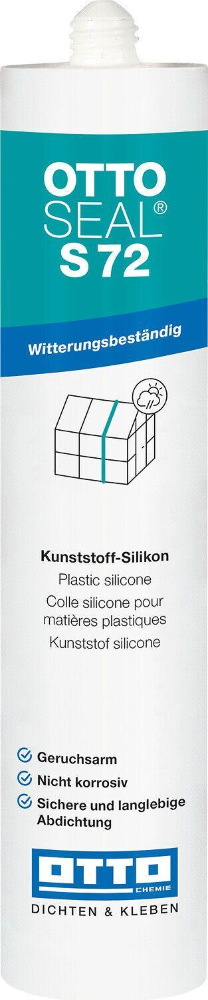 OTTO
SEAL®
S 72
Witterungsbeständig
Kunststoff-Silikon
Plastic silicone
Colle silicone pour
matières plastiques
Kunststof silicone
Geruchsarm
Nicht korrosiv
Sichere und langlebige
Abdichtung
OTTO
CHEMIE
DICHTEN & KLEBEN